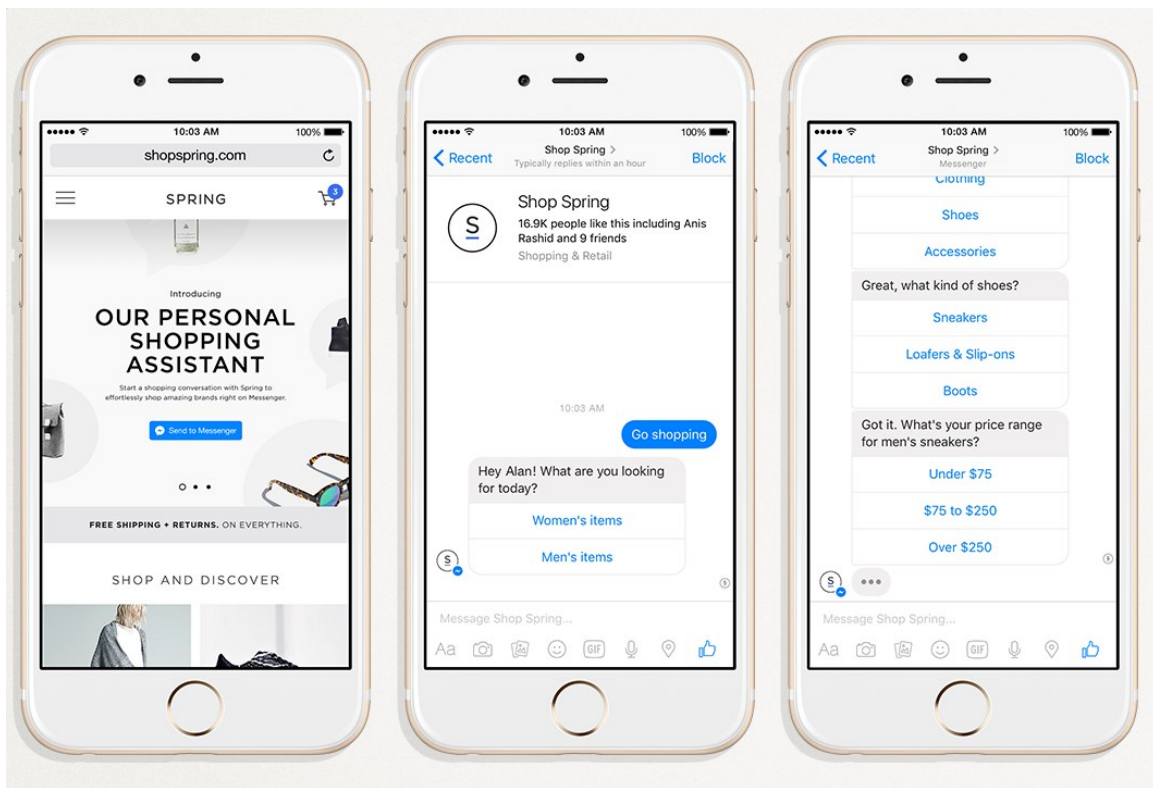 10:03 AM
100%
shopspring.com
SPRING
3
Introducing
OUR PERSONAL
SHOPPING
ASSISTANT
Start a shopping conversation with Spring to
effortlessly shop amazing brands right on Messenger.
Send to Messenger
FREE SHIPPING + RETURNS. ON EVERYTHING.
SHOP AND DISCOVER
10:03 AM
100%
Recent
Shop Spring >
Typically replies within an hour
Block
S
Shop Spring
16.9K people like this including Anis
Rashid and 9 friends
Shopping & Retail
10:03 AM
Go shopping
Hey Alan! What are you looking
for today?
Women's items
Men's items
S
S
Message Shop Spring...
Aa
GIF
10:03 AM
100%
Recent
Shop Spring >
Messenger
Block
Clothing
Shoes
Accessories
Great, what kind of shoes?
Sneakers
Loafers & Slip-ons
Boots
Got it. What's your price range
for men's sneakers?
Under $75
$75 to $250
Over $250
S
Message Shop Spring...
Aa
GIF